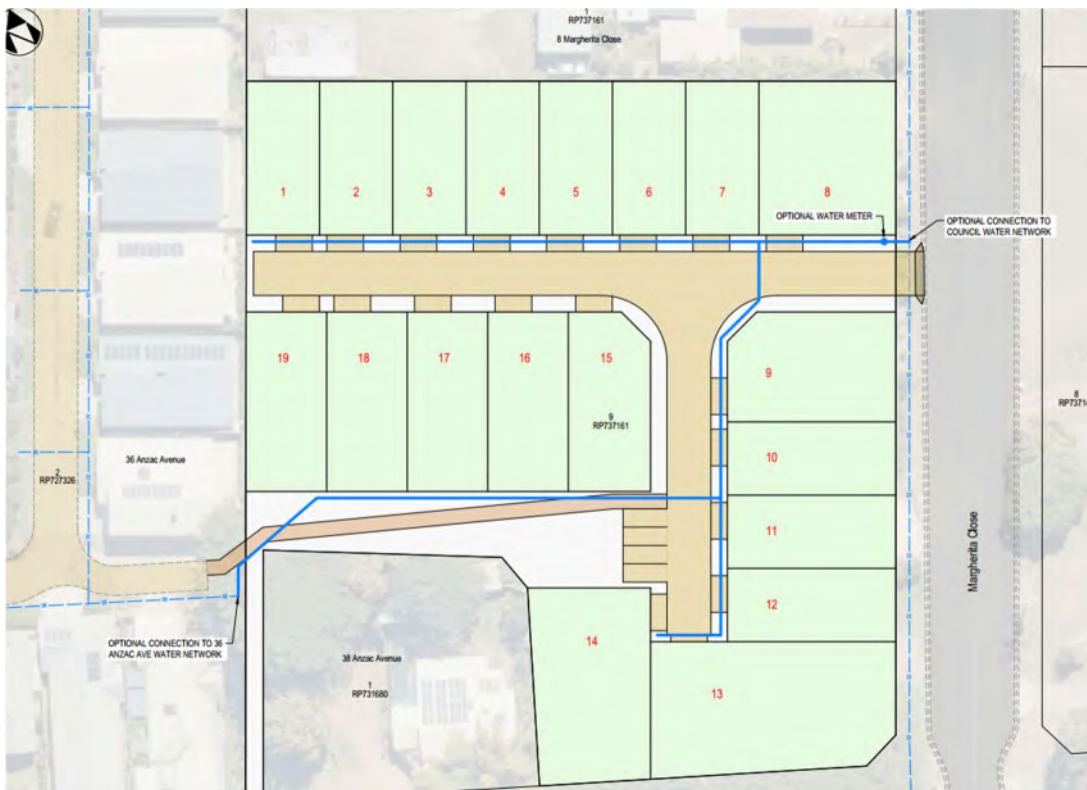 1
RP737161
8 Margherita Close
1
2
3
4
5
6
7
8
OPTIONAL WATER METER
OPTIONAL CONNECTION TO
COUNCIL WATER NETWORK
19
18
17
16
15
9
RP737161
9
10
11
12
13
14
36 Anzac Avenue
2
RP727326
OPTIONAL CONNECTION TO 36
ANZAC AVE WATER NETWORK
38 Anzac Avenue
1
RP731680
Margherita Close
8